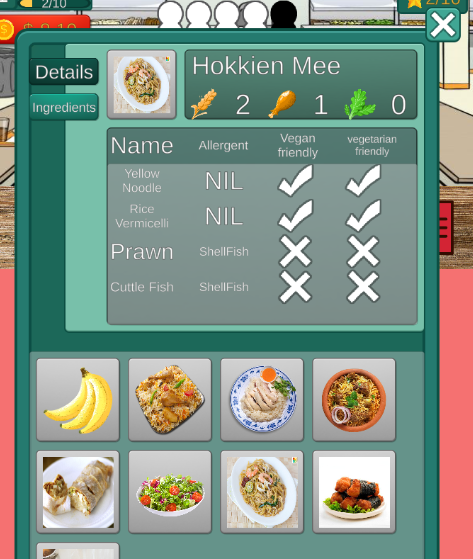 2/10
2/10
Details
Ingredients
Hokkien Mee
2 1 0
Name Allergent Vegan friendly vegetarian friendly
Yellow Noodle NIL
Rice Vermicelli NIL
Prawn ShellFish
Cuttle Fish ShellFish